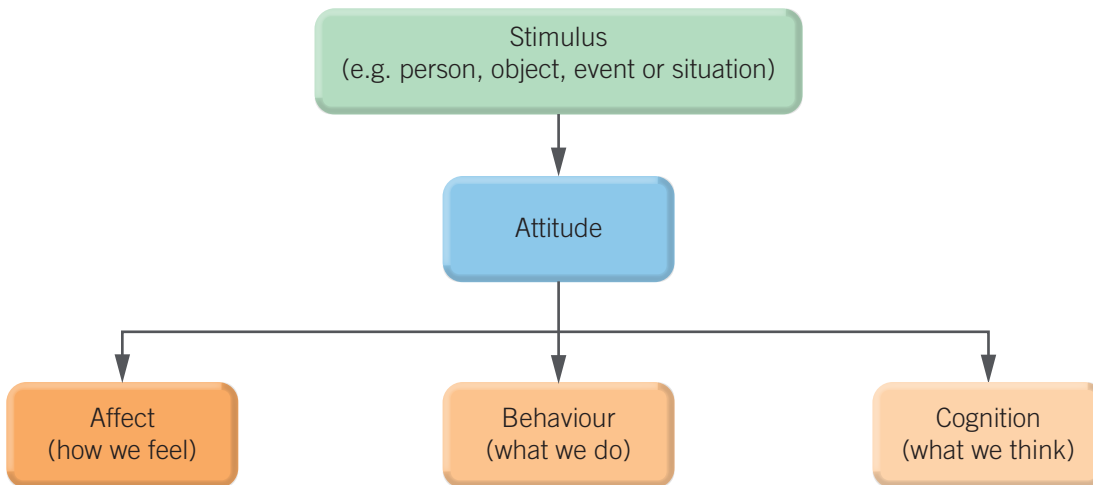 Stimulus
(e.g. person, object, event or situation)
Attitude
Affect
(how we feel)
Behaviour
(what we do)
Cognition
(what we think)